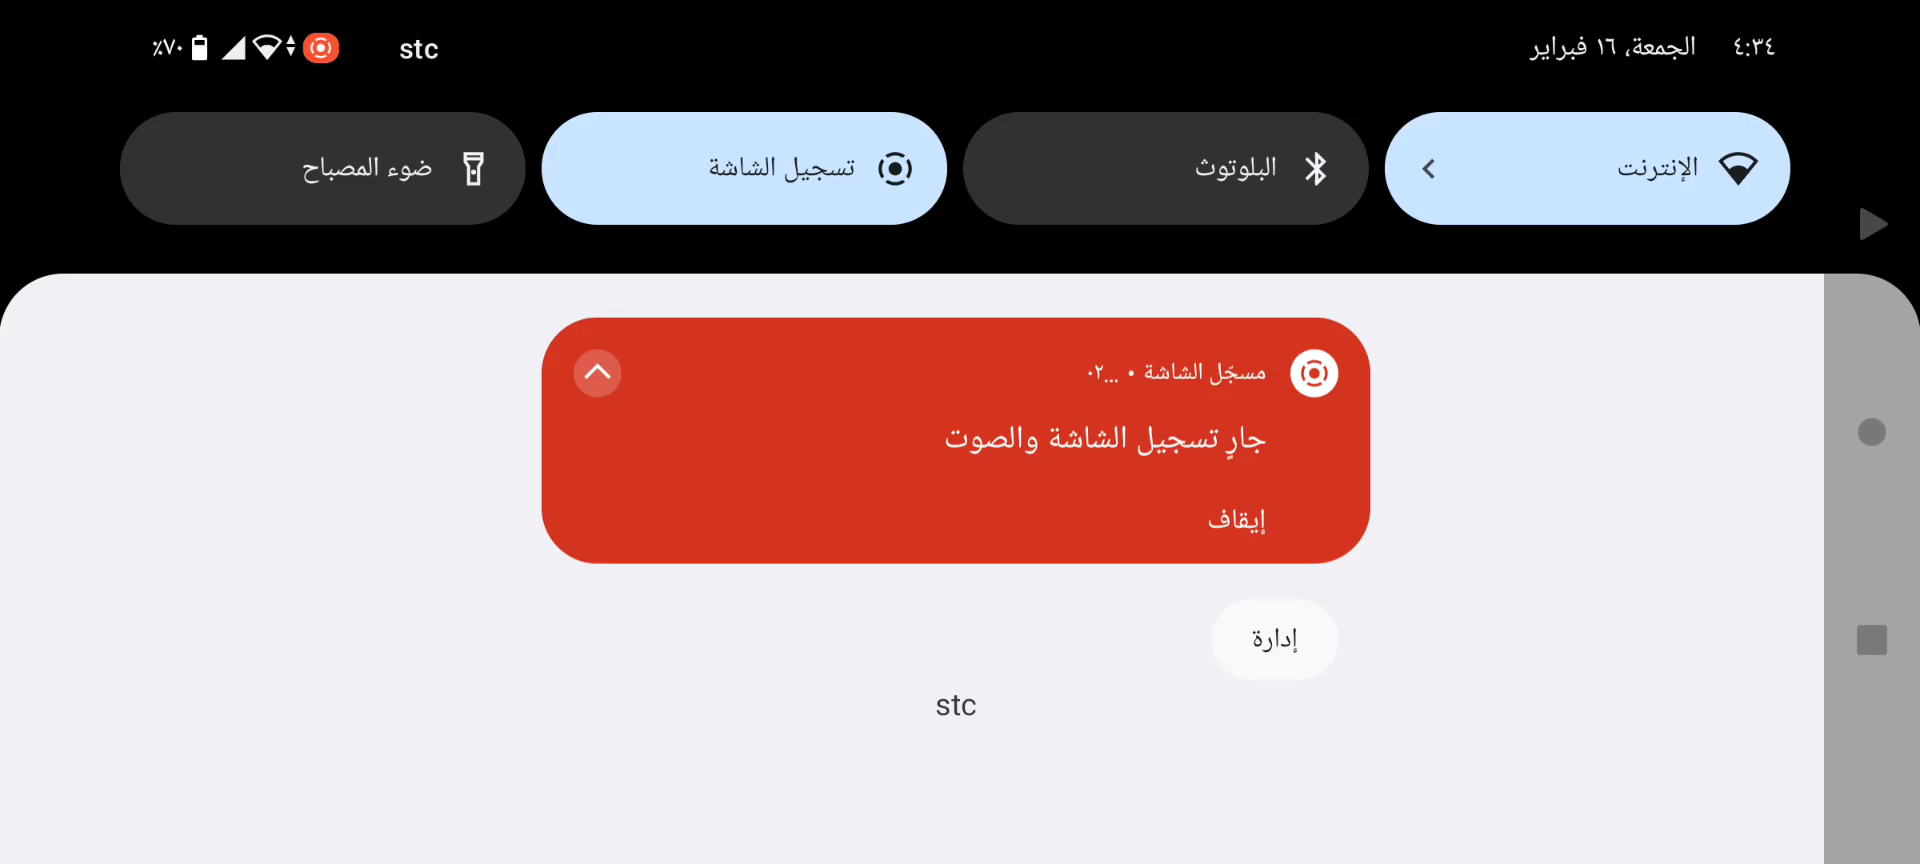 ٤:٣٤ الجمعة، ١٦ فبراير stc ٧٠٪
الإنترنت البلوتوث تسجيل الشاشة ضوء المصباح
مسجّل الشاشة • ...٠٢
جارٍ تسجيل الشاشة والصوت
إيقاف
إدارة
stc